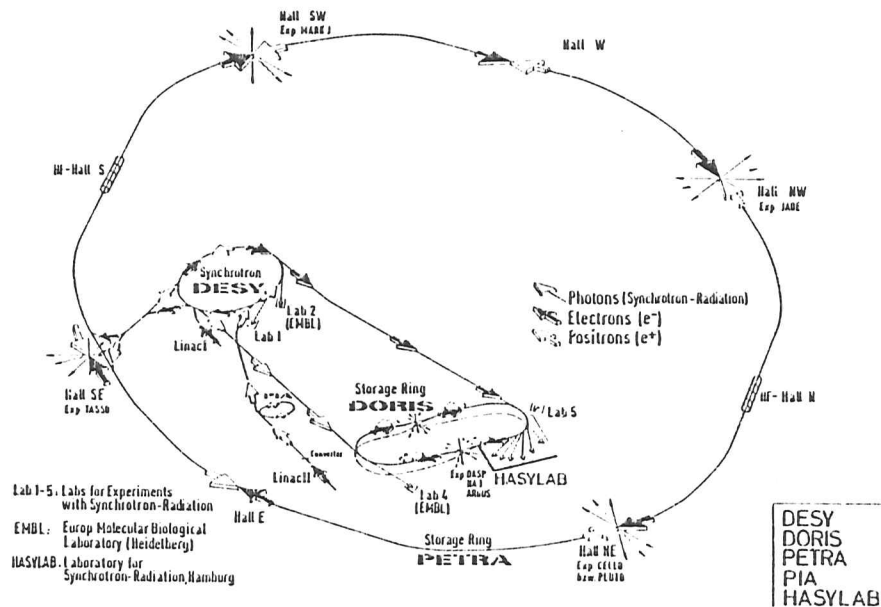 Hall SW
Exp MARK J
Hall W
HF-Hall S
Hall NW
Exp JADE
Synchrotron
DESY
Lab 2
(EMBL)
Lab 1
Linac I
Photons (Synchrotron-Radiation)
Electrons (e⁻)
Positrons (e+)
Hall SE
Exp TASSO
Storage Ring
DORIS
Lab 5
HF-Hall N
Converter
Linac II
Exp DASP
ARGUS
HASYLAB
Lab 4
(EMBL)
Lab 1-5: Labs for Experiments
with Synchrotron-Radiation
Hall E
EMBL: Europ Molecular Biological
Laboratory (Heidelberg)
HASYLAB: Laboratory for
Synchrotron-Radiation, Hamburg
Storage Ring
PETRA
Hall NE
Exp CELLO
bzw. PLUTO
DESY
DORIS
PETRA
PIA
HASYLAB